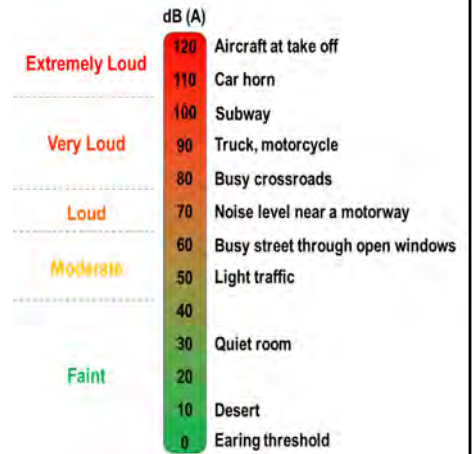 dB (A)
120 Aircraft at take off
Extremely Loud
110 Car horn
100 Subway
Very Loud 90 Truck, motorcycle
80 Busy crossroads
Loud 70 Noise level near a motorway
60 Busy street through open windows
Moderate
50 Light traffic
40
30 Quiet room
Faint
20
10 Desert
0 Earing threshold